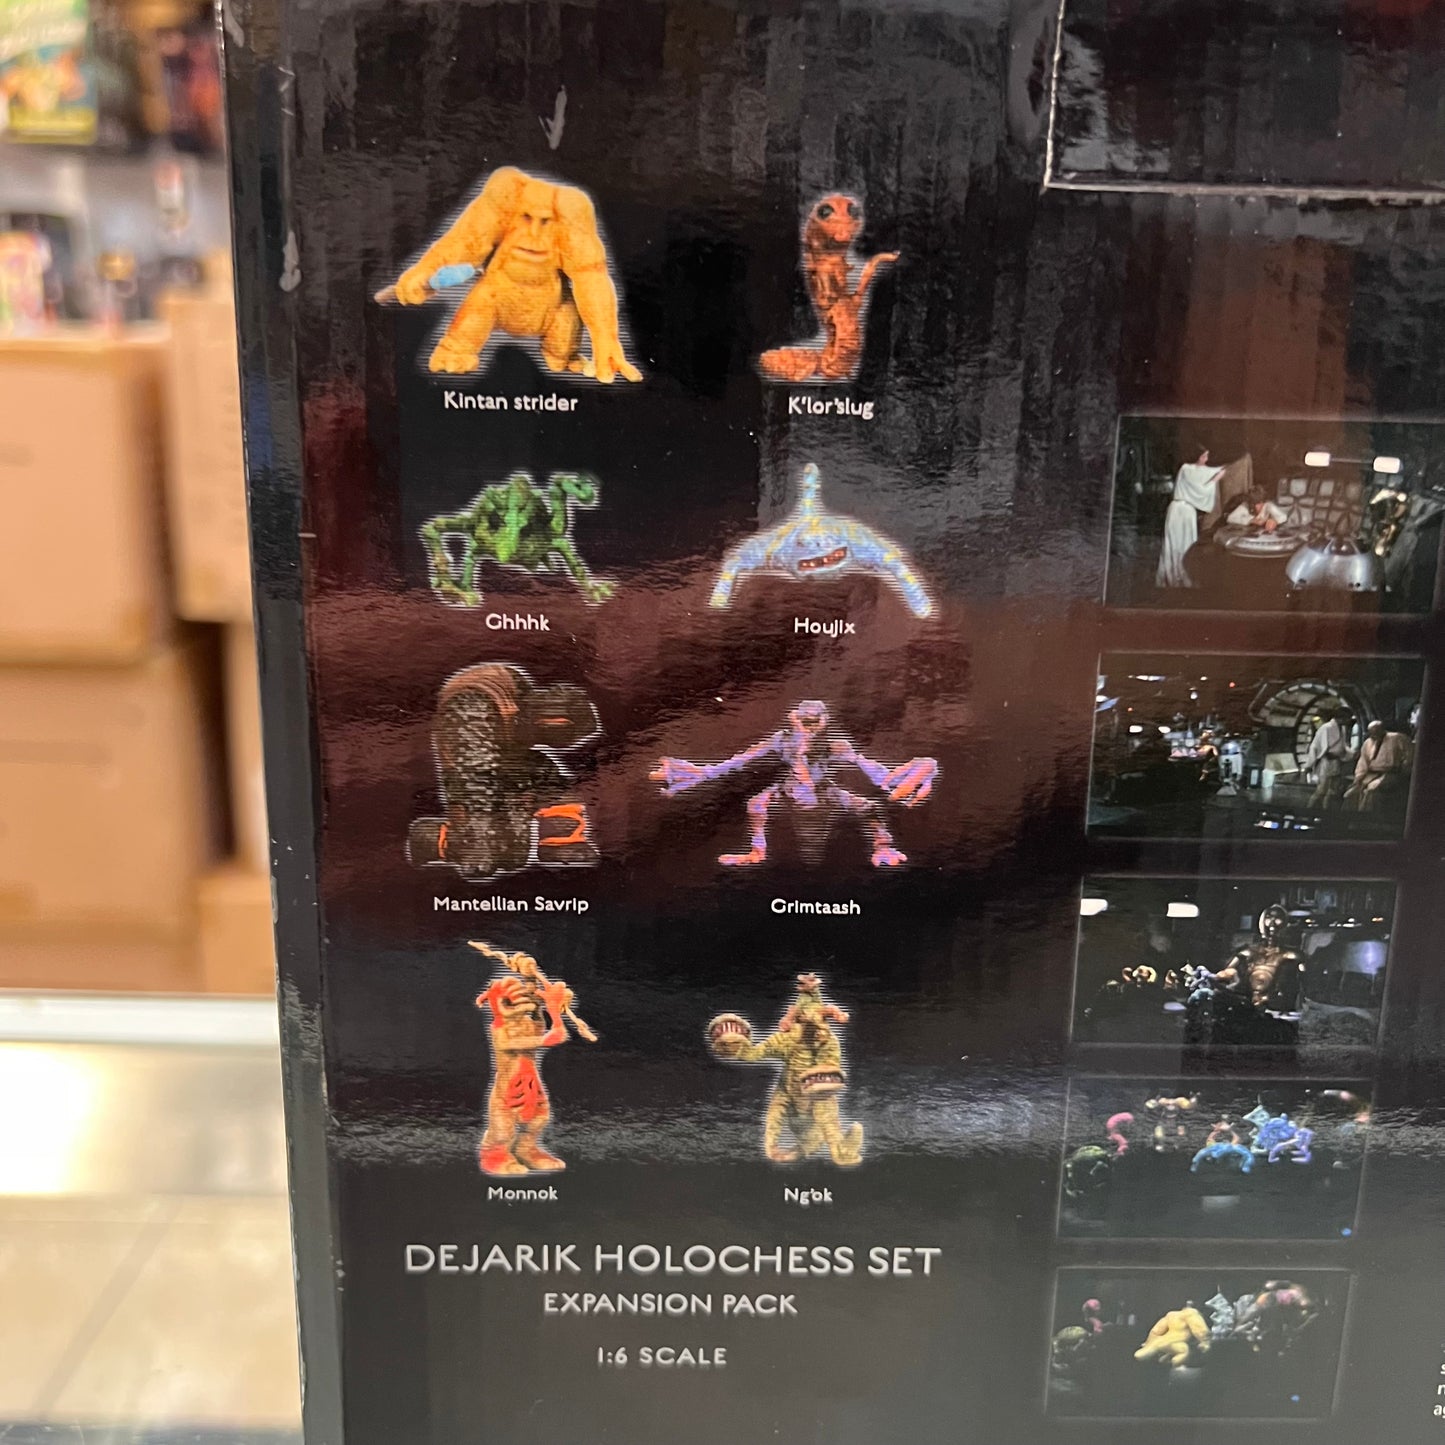 Kintan strider
K'lor'slug
Ghhhk
Houjix
Mantellian Savrip
Grimtaash
Monnok
Ng'ok
DEJARIK HOLOCHESS SET
EXPANSION PACK
1:6 SCALE